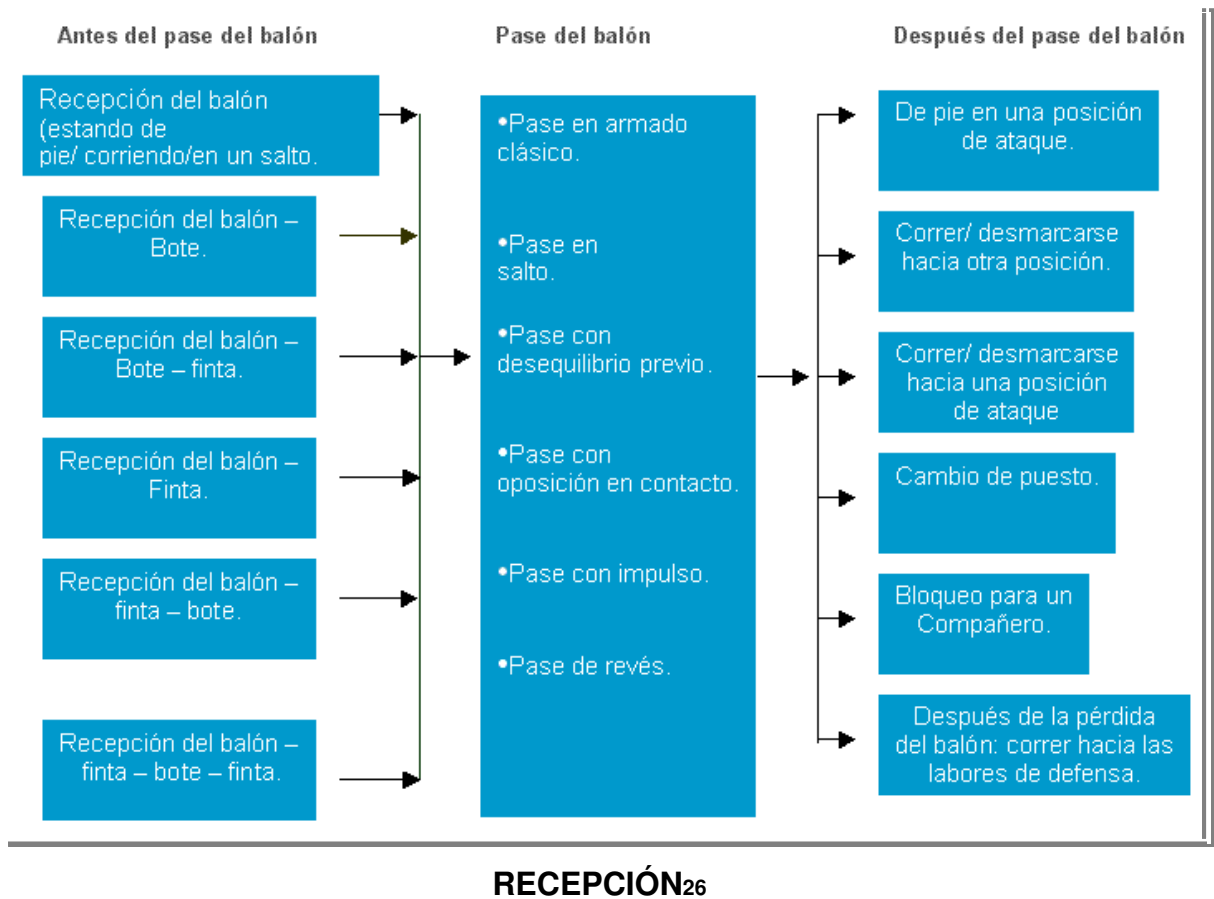 Antes del pase del balón
Recepción del balón
(estando de
pie/ corriendo/en un salto.
Recepción del balón –
Bote.
Recepción del balón –
Bote – finta.
Recepción del balón –
Finta.
Recepción del balón –
finta – bote.
Recepción del balón –
finta – bote – finta.
Pase del balón
•Pase en armado
clásico.
•Pase en
salto.
•Pase con
desequilibrio previo.
•Pase con
oposición en contacto.
•Pase con impulso.
•Pase de revés.
Después del pase del balón
De pie en una posición
de ataque.
Correr/ desmarcarse
hacia otra posición.
Correr/ desmarcarse
hacia una posición
de ataque
Cambio de puesto.
Bloqueo para un
Compañero.
Después de la pérdida
del balón: correr hacia las
labores de defensa.
RECEPCIÓN26